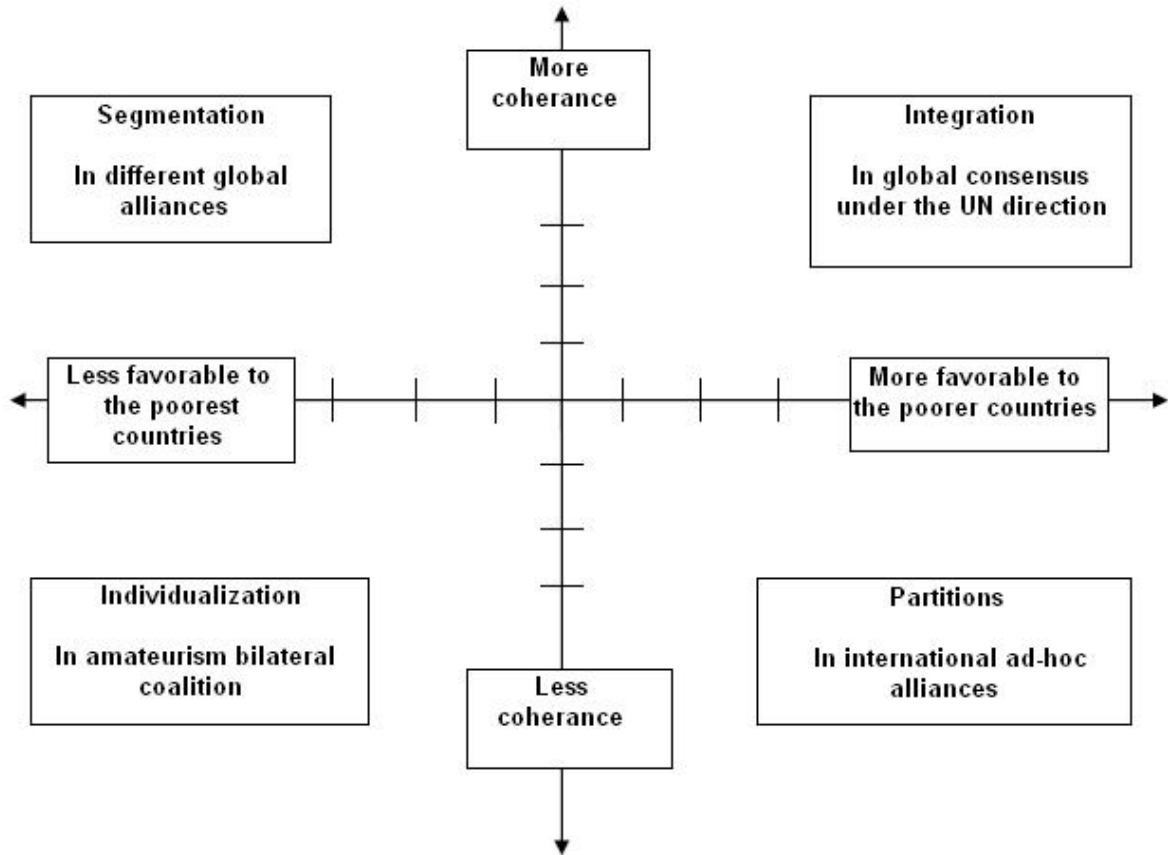 More
coherance
Segmentation
In different global
alliances
Integration
In global consensus
under the UN direction
Less favorable to
the poorest
countries
More favorable to
the poorer countries
Individualization
In amateurism bilateral
coalition
Partitions
In international ad-hoc
alliances
Less
coherance